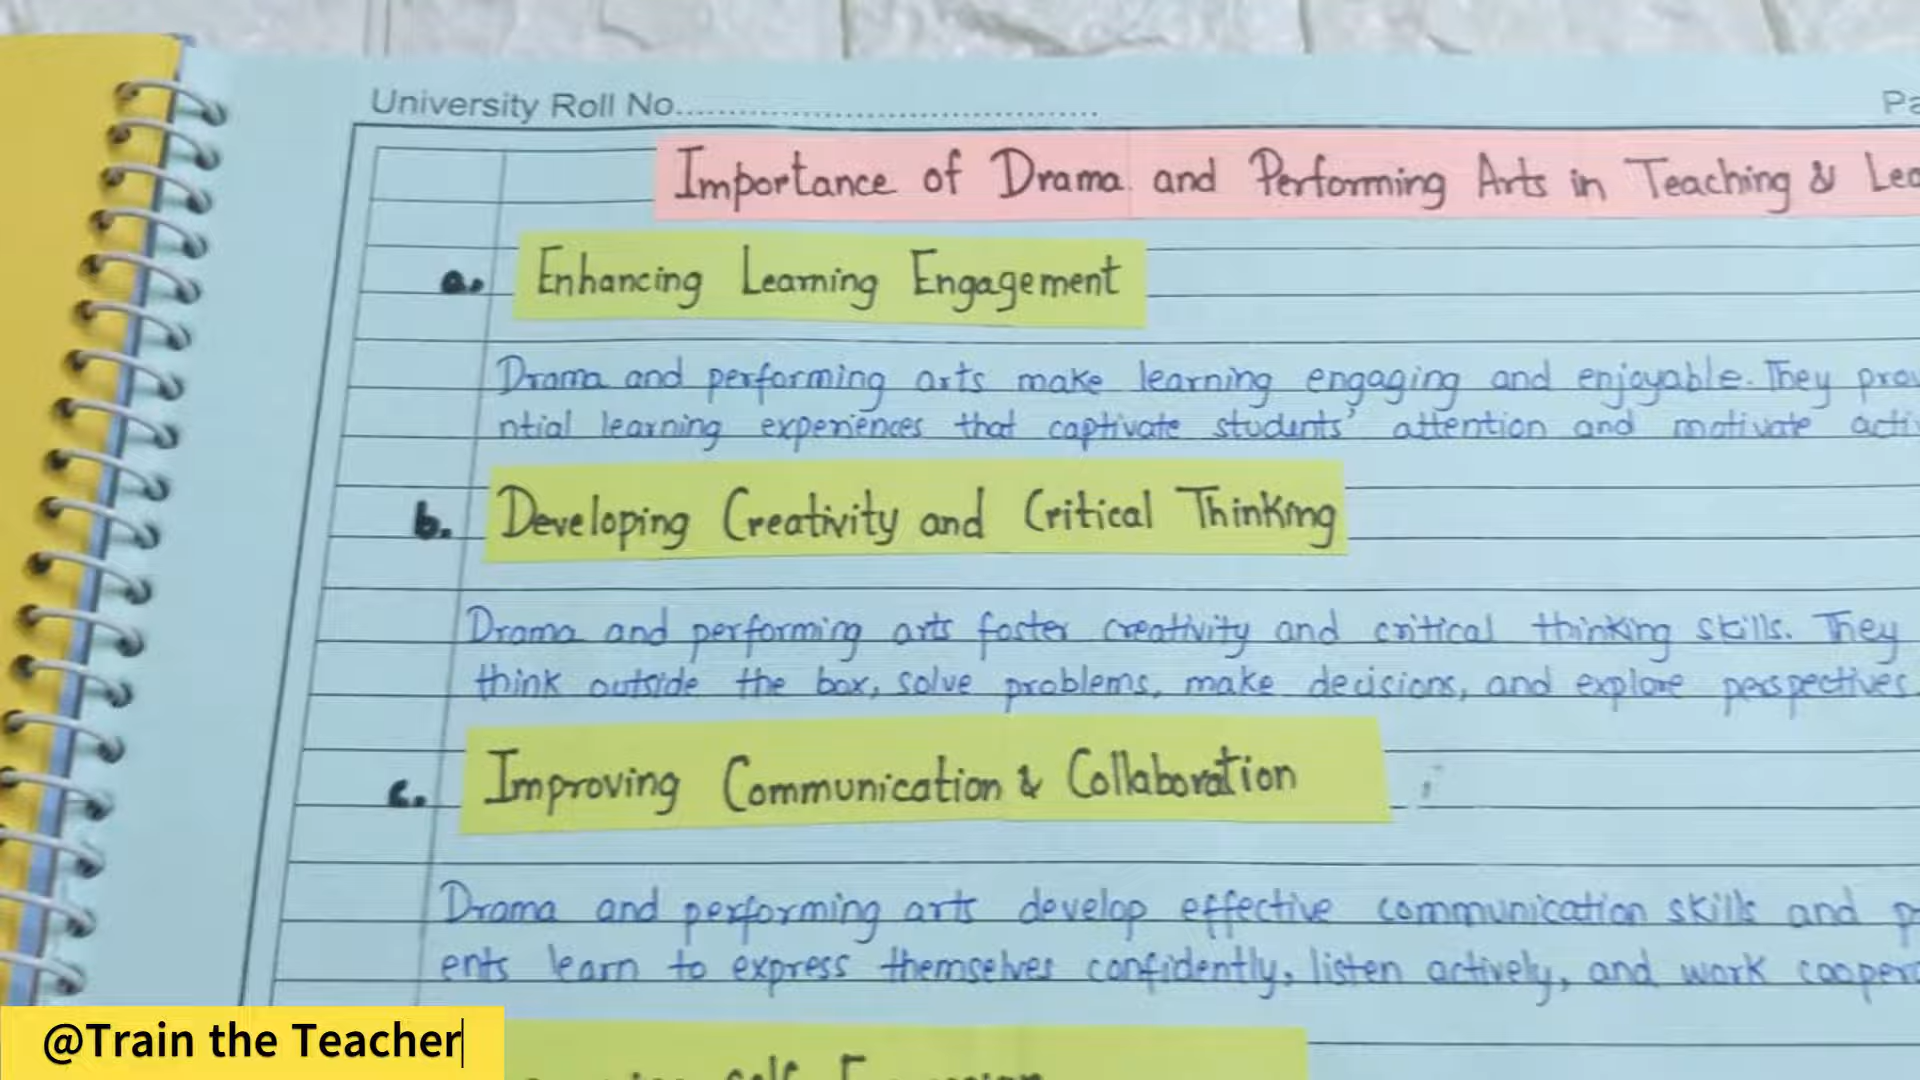 University Roll No.
Importance of Drama and Performing Arts in Teaching &
a. Enhancing Learning Engagement
Drama and performing arts make learning engaging and enjoyable. They
ntial learning experiences that captivate students' attention and motivate
b. Developing Creativity and Critical Thinking
Drama and performing arts foster creativity and critical thinking skills. They
think outside the box, solve problems, make decisions, and explore perspectives
c. Improving Communication & Collaboration
Drama and performing arts develop effective communication skills and
ents learn to express themselves confidently, listen actively, and work
@Train the Teacher